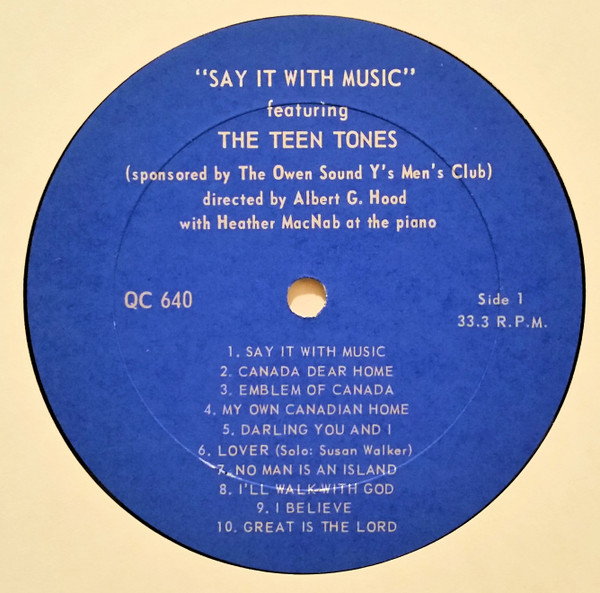 "SAY IT WITH MUSIC"
featuring
THE TEEN TONES
(sponsored by The Owen Sound Y's Men's Club)
directed by Albert G. Hood
with Heather MacNab at the piano
QC 640
Side 1
33.3 R.P.M.
1. SAY IT WITH MUSIC
2. CANADA DEAR HOME
3. EMBLEM OF CANADA
4. MY OWN CANADIAN HOME
5. DARLING YOU AND I
6. LOVER (Solo: Susan Walker)
7. NO MAN IS AN ISLAND
8. I'LL WALK WITH GOD
9. I BELIEVE
10. GREAT IS THE LORD